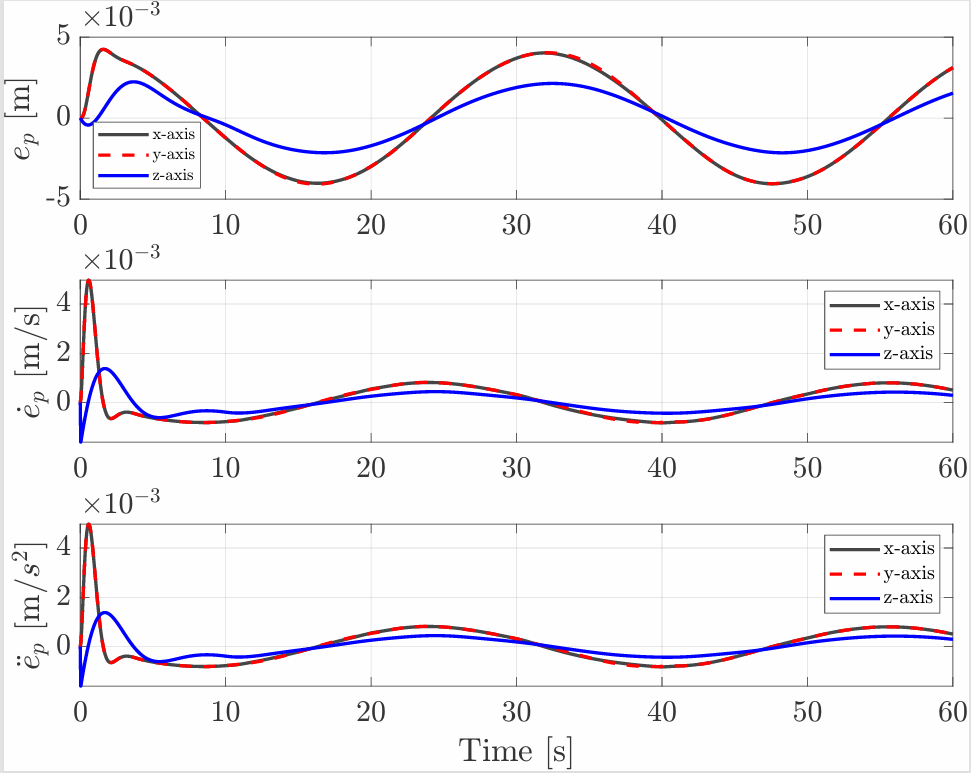 ×10⁻³
5
0
-5
e_p [m]
x-axis
y-axis
z-axis
0 10 20 30 40 50 60
×10⁻³
4
2
0
ė_p [m/s]
x-axis
y-axis
z-axis
0 10 20 30 40 50 60
×10⁻³
4
2
0
ë_p [m/s²]
x-axis
y-axis
z-axis
0 10 20 30 40 50 60
Time [s]